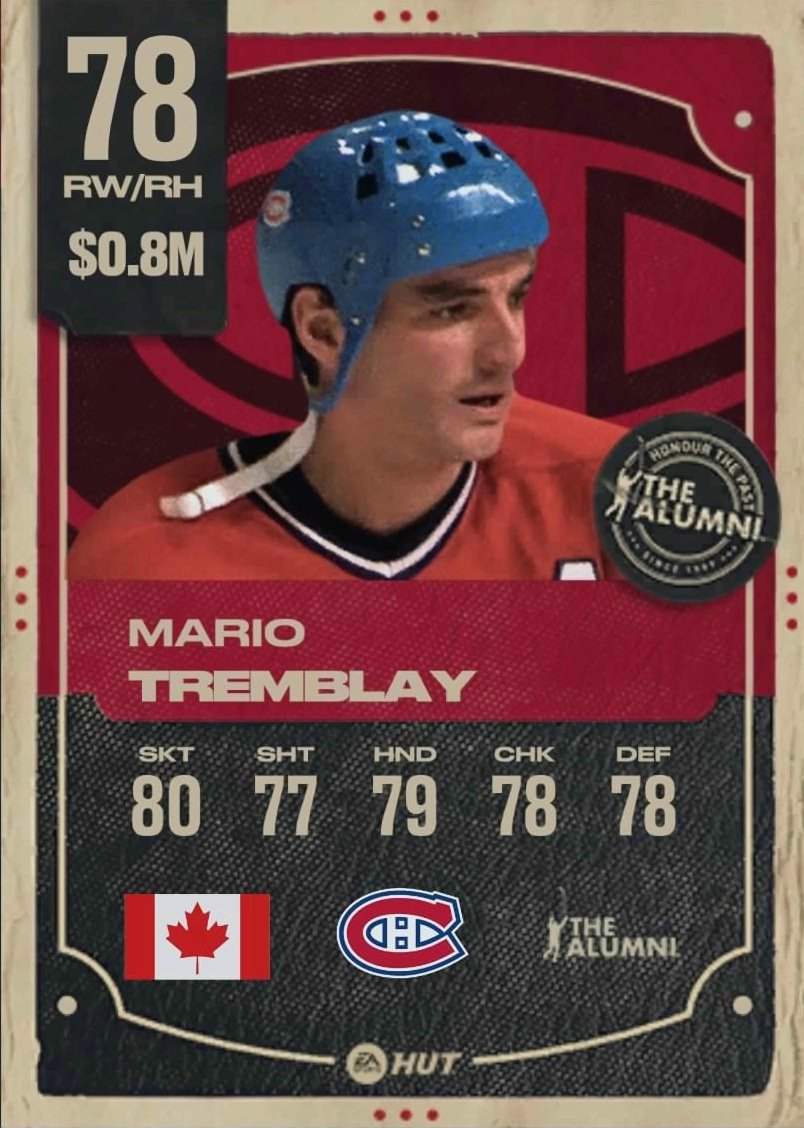 78
RW/RH
$0.8M
HONOUR THE PAST
THE
ALUMNI
MARIO
TREMBLAY
SKT SHT HND CHK DEF
80 77 79 78 78
THE
ALUMNI
EA HUT